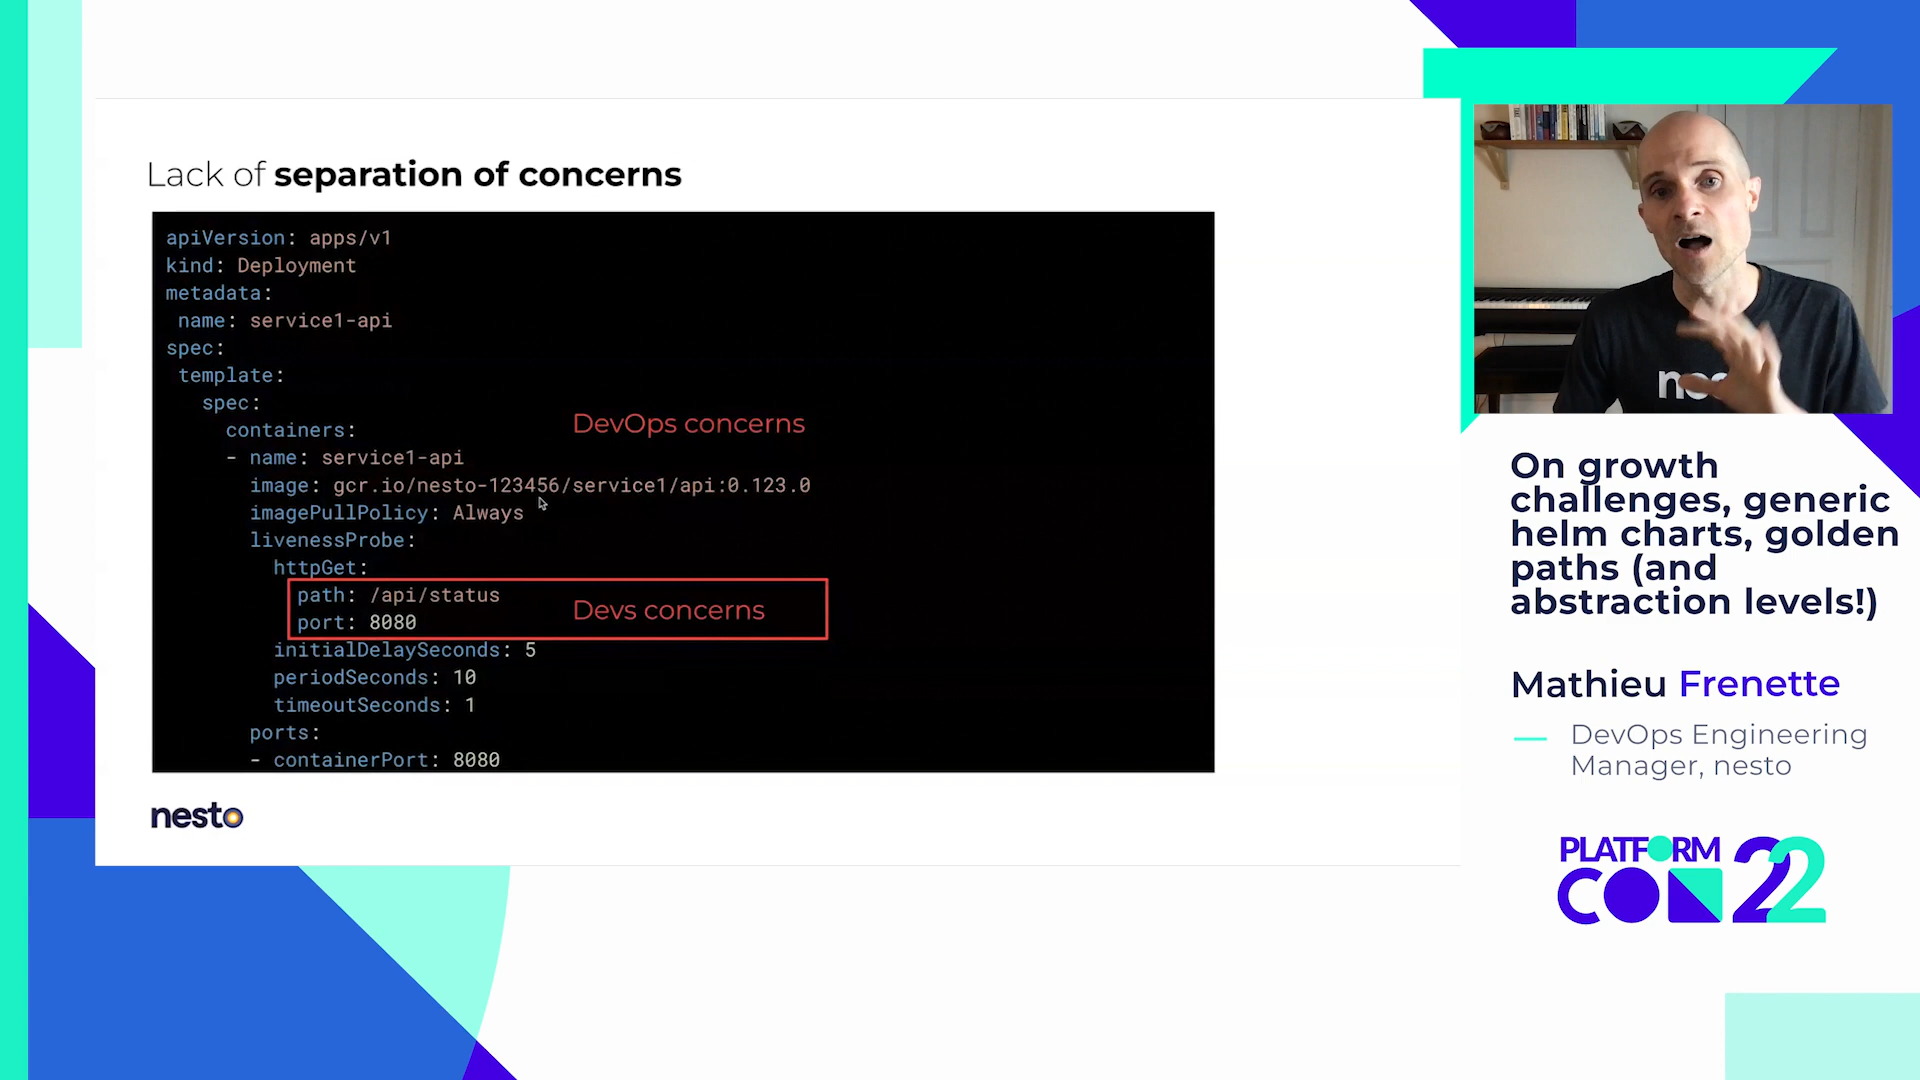 Lack of separation of concerns
apiVersion: apps/v1
kind: Deployment
metadata:
name: service1-api
spec:
template:
spec:
containers:
- name: service1-api
image: gcr.io/nesto-123456/service1/api:0.123.0
imagePullPolicy: Always
livenessProbe:
httpGet:
path: /api/status
port: 8080
initialDelaySeconds: 5
periodSeconds: 10
timeoutSeconds: 1
ports:
- containerPort: 8080
DevOps concerns
Devs concerns
nesto
On growth
challenges, generic
helm charts, golden
paths (and
abstraction levels!)
Mathieu Frenette
DevOps Engineering
Manager, nesto
PLATFORM
CON 22